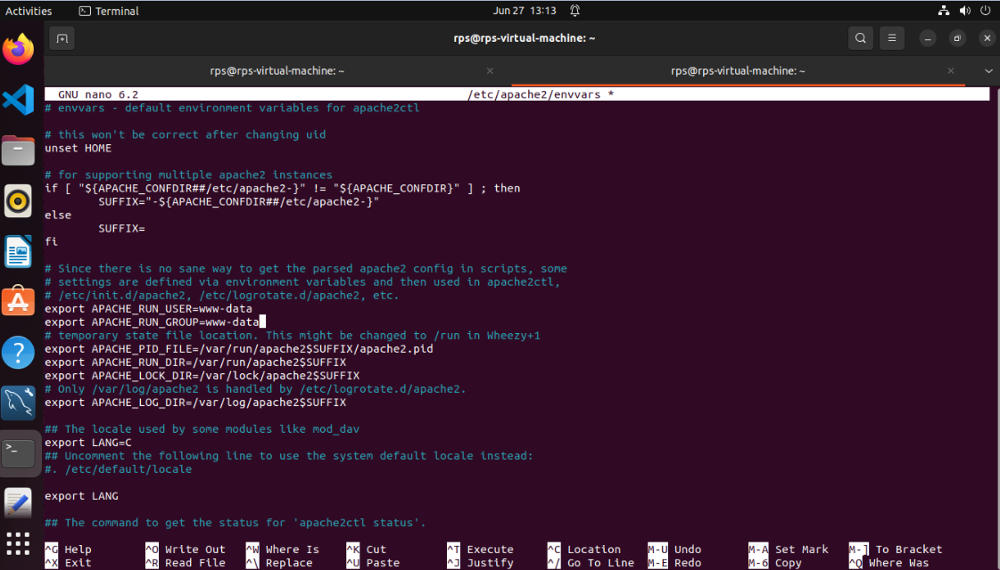 Activities Terminal Jun 27 13:13
rps@rps-virtual-machine: ~
rps@rps-virtual-machine: ~ rps@rps-virtual-machine: ~
GNU nano 6.2 /etc/apache2/envvars *
# envvars - default environment variables for apache2ctl
# this won't be correct after changing uid
unset HOME
# for supporting multiple apache2 instances
if [ "${APACHE_CONFDIR##/etc/apache2-}" != "${APACHE_CONFDIR}" ] ; then
SUFFIX="-${APACHE_CONFDIR##/etc/apache2-}"
else
SUFFIX=
fi
# Since there is no sane way to get the parsed apache2 config in scripts, some
# settings are defined via environment variables and then used in apache2ctl,
# /etc/init.d/apache2, /etc/logrotate.d/apache2, etc.
export APACHE_RUN_USER=www-data
export APACHE_RUN_GROUP=www-data
# temporary state file location. This might be changed to /run in Wheezy+1
export APACHE_PID_FILE=/var/run/apache2$SUFFIX/apache2.pid
export APACHE_RUN_DIR=/var/run/apache2$SUFFIX
export APACHE_LOCK_DIR=/var/lock/apache2$SUFFIX
# Only /var/log/apache2 is handled by /etc/logrotate.d/apache2.
export APACHE_LOG_DIR=/var/log/apache2$SUFFIX
## The locale used by some modules like mod_dav
export LANG=C
## Uncomment the following line to use the system default locale instead:
#. /etc/default/locale
export LANG
## The command to get the status for 'apache2ctl status'.
^G Help ^O Write Out ^W Where Is ^K Cut ^T Execute ^C Location M-U Undo M-A Set Mark M-] To Bracket
^X Exit ^R Read File ^\ Replace ^U Paste ^J Justify ^/ Go To Line M-E Redo M-6 Copy ^Q Where Was